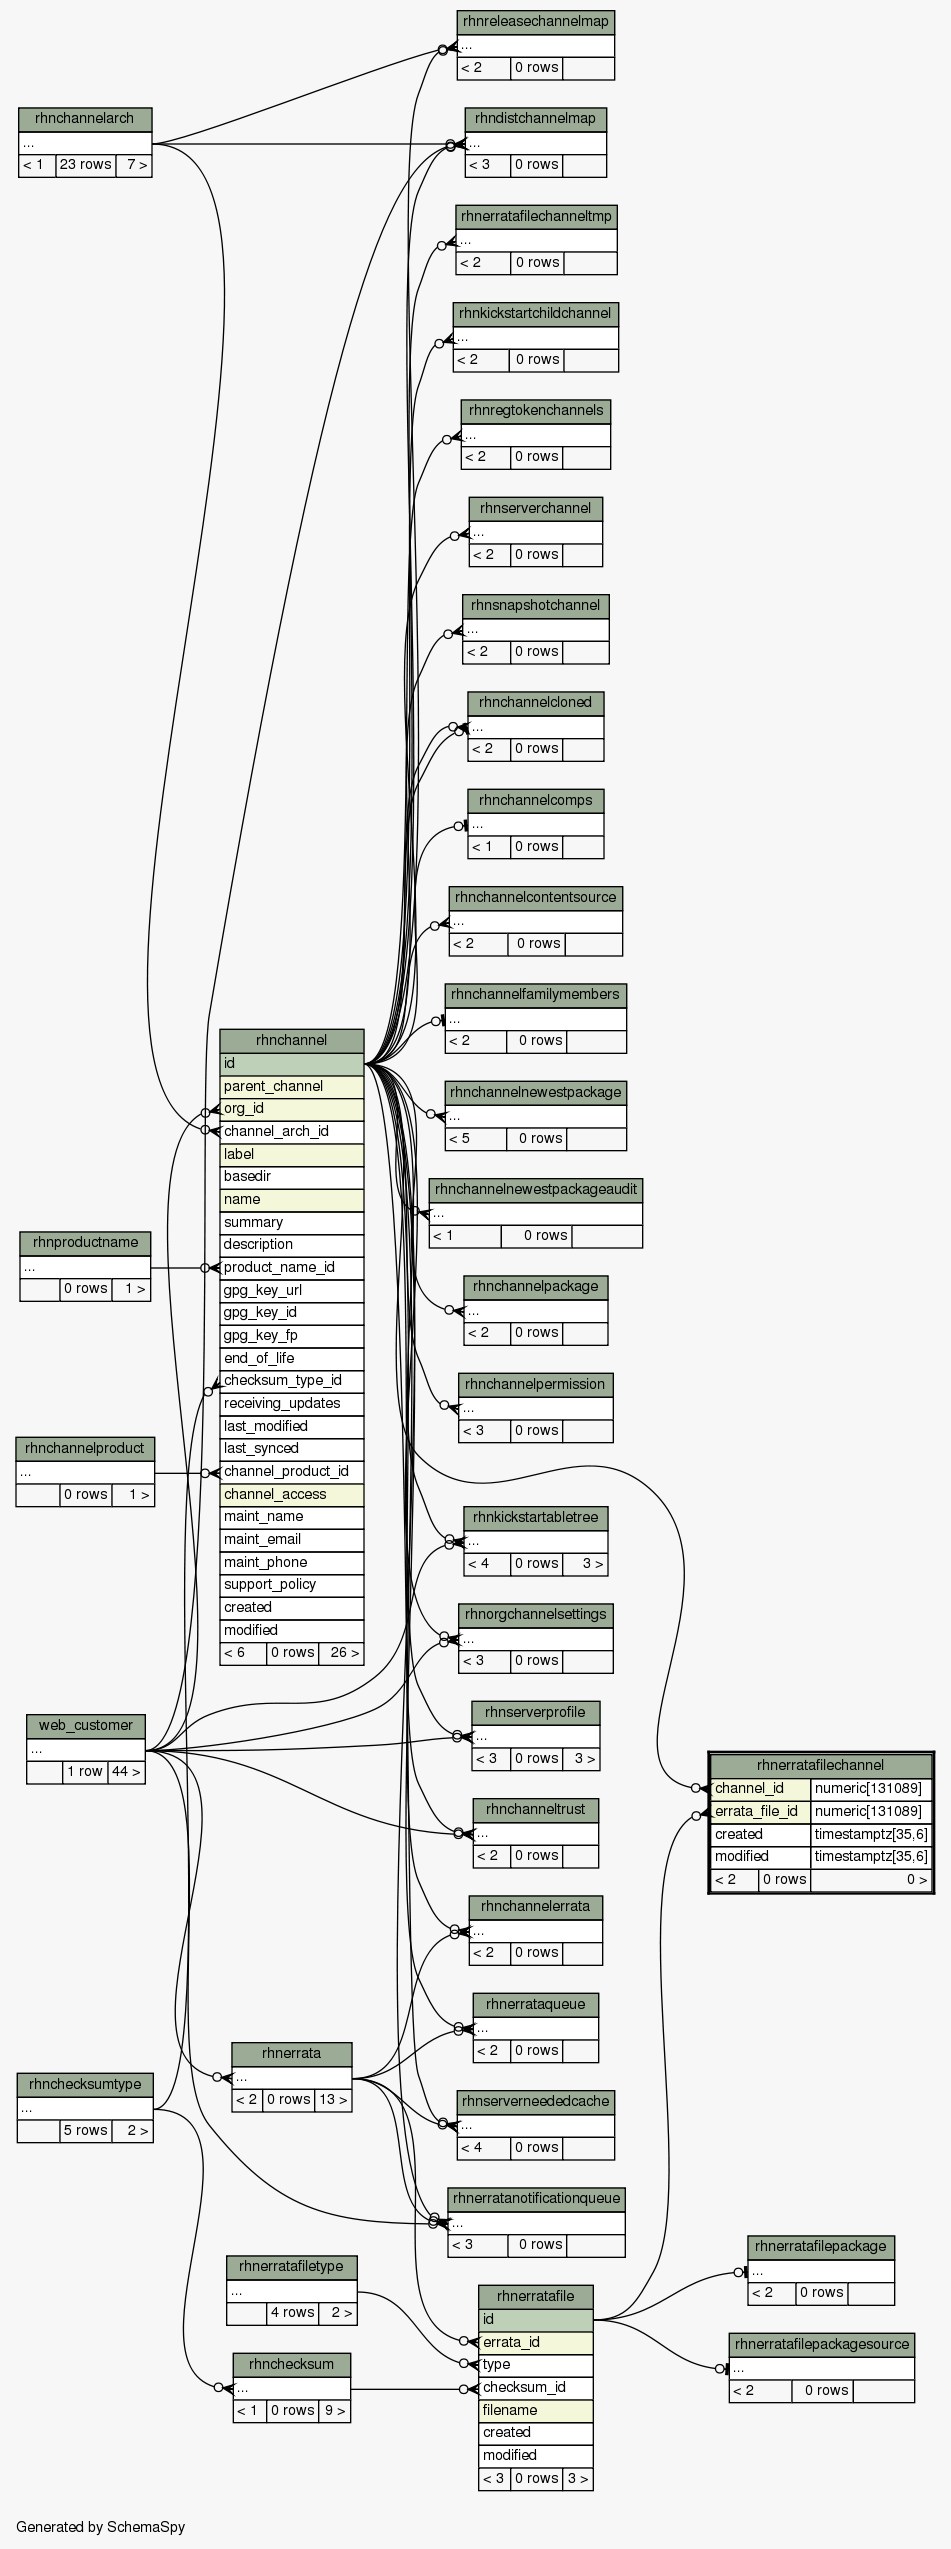 rhnreleasechannelmap
...
< 2 0 rows
rhnchannelarch
...
< 1 23 rows 7 >
rhndistchannelmap
...
< 3 0 rows
rhnerratafilechanneltmp
...
< 2 0 rows
rhnkickstartchildchannel
...
< 2 0 rows
rhnregtokenchannels
...
< 2 0 rows
rhnserverchannel
...
< 2 0 rows
rhnsnapshotchannel
...
< 2 0 rows
rhnchannelcloned
...
< 2 0 rows
rhnchannelcomps
...
< 1 0 rows
rhnchannelcontentsource
...
< 2 0 rows
rhnchannelfamilymembers
...
< 2 0 rows
rhnchannel
id
parent_channel
org_id
channel_arch_id
label
basedir
name
summary
description
product_name_id
gpg_key_url
gpg_key_id
gpg_key_fp
end_of_life
checksum_type_id
receiving_updates
last_modified
last_synced
channel_product_id
channel_access
maint_name
maint_email
maint_phone
support_policy
created
modified
< 6 0 rows 26 >
rhnchannelnewestpackage
...
< 5 0 rows
rhnchannelnewestpackageaudit
...
< 1 0 rows
rhnproductname
...
0 rows 1 >
rhnchannelpackage
...
< 2 0 rows
rhnchannelpermission
...
< 3 0 rows
rhnchannelproduct
...
0 rows 1 >
rhnkickstartabletree
...
< 4 0 rows 3 >
rhnorgchannelsettings
...
< 3 0 rows
rhnserverprofile
...
< 3 0 rows 3 >
web_customer
...
1 row 44 >
rhnerratafilechannel
channel_id numeric[131089]
errata_file_id numeric[131089]
created timestamptz[35,6]
modified timestamptz[35,6]
< 2 0 rows 0 >
rhnchanneltrust
...
< 2 0 rows
rhnchannelerrata
...
< 2 0 rows
rhnerrataqueue
...
< 2 0 rows
rhnerrata
...
< 2 0 rows 13 >
rhnchecksumtype
...
5 rows 2 >
rhnserverneededcache
...
< 4 0 rows
rhnerratanotificationqueue
...
< 3 0 rows
rhnerratafilepackage
...
< 2 0 rows
rhnerratafiletype
...
4 rows 2 >
rhnerratafile
id
errata_id
type
checksum_id
filename
created
modified
< 3 0 rows 3 >
rhnerratafilepackagesource
...
< 2 0 rows
rhnchecksum
...
< 1 0 rows 9 >
Generated by SchemaSpy